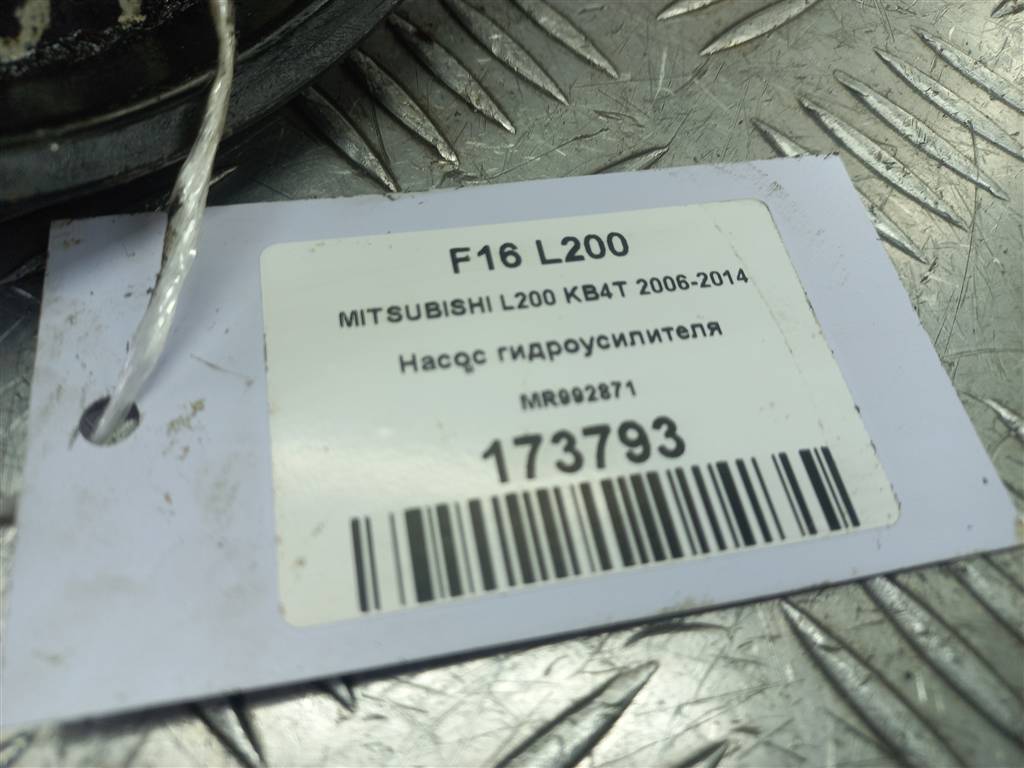 F16 L200
MITSUBISHI L200 KB4T 2006-2014
Насос гидроусилителя
MR992871
173793